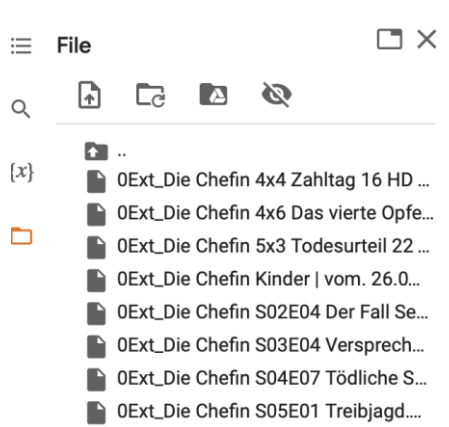 File
{x}
..
0Ext_Die Chefin 4x4 Zahltag 16 HD ...
0Ext_Die Chefin 4x6 Das vierte Opfe...
0Ext_Die Chefin 5x3 Todesurteil 22 ...
0Ext_Die Chefin Kinder | vom. 26.0...
0Ext_Die Chefin S02E04 Der Fall Se...
0Ext_Die Chefin S03E04 Versprech...
0Ext_Die Chefin S04E07 Tödliche S...
0Ext_Die Chefin S05E01 Treibjagd....